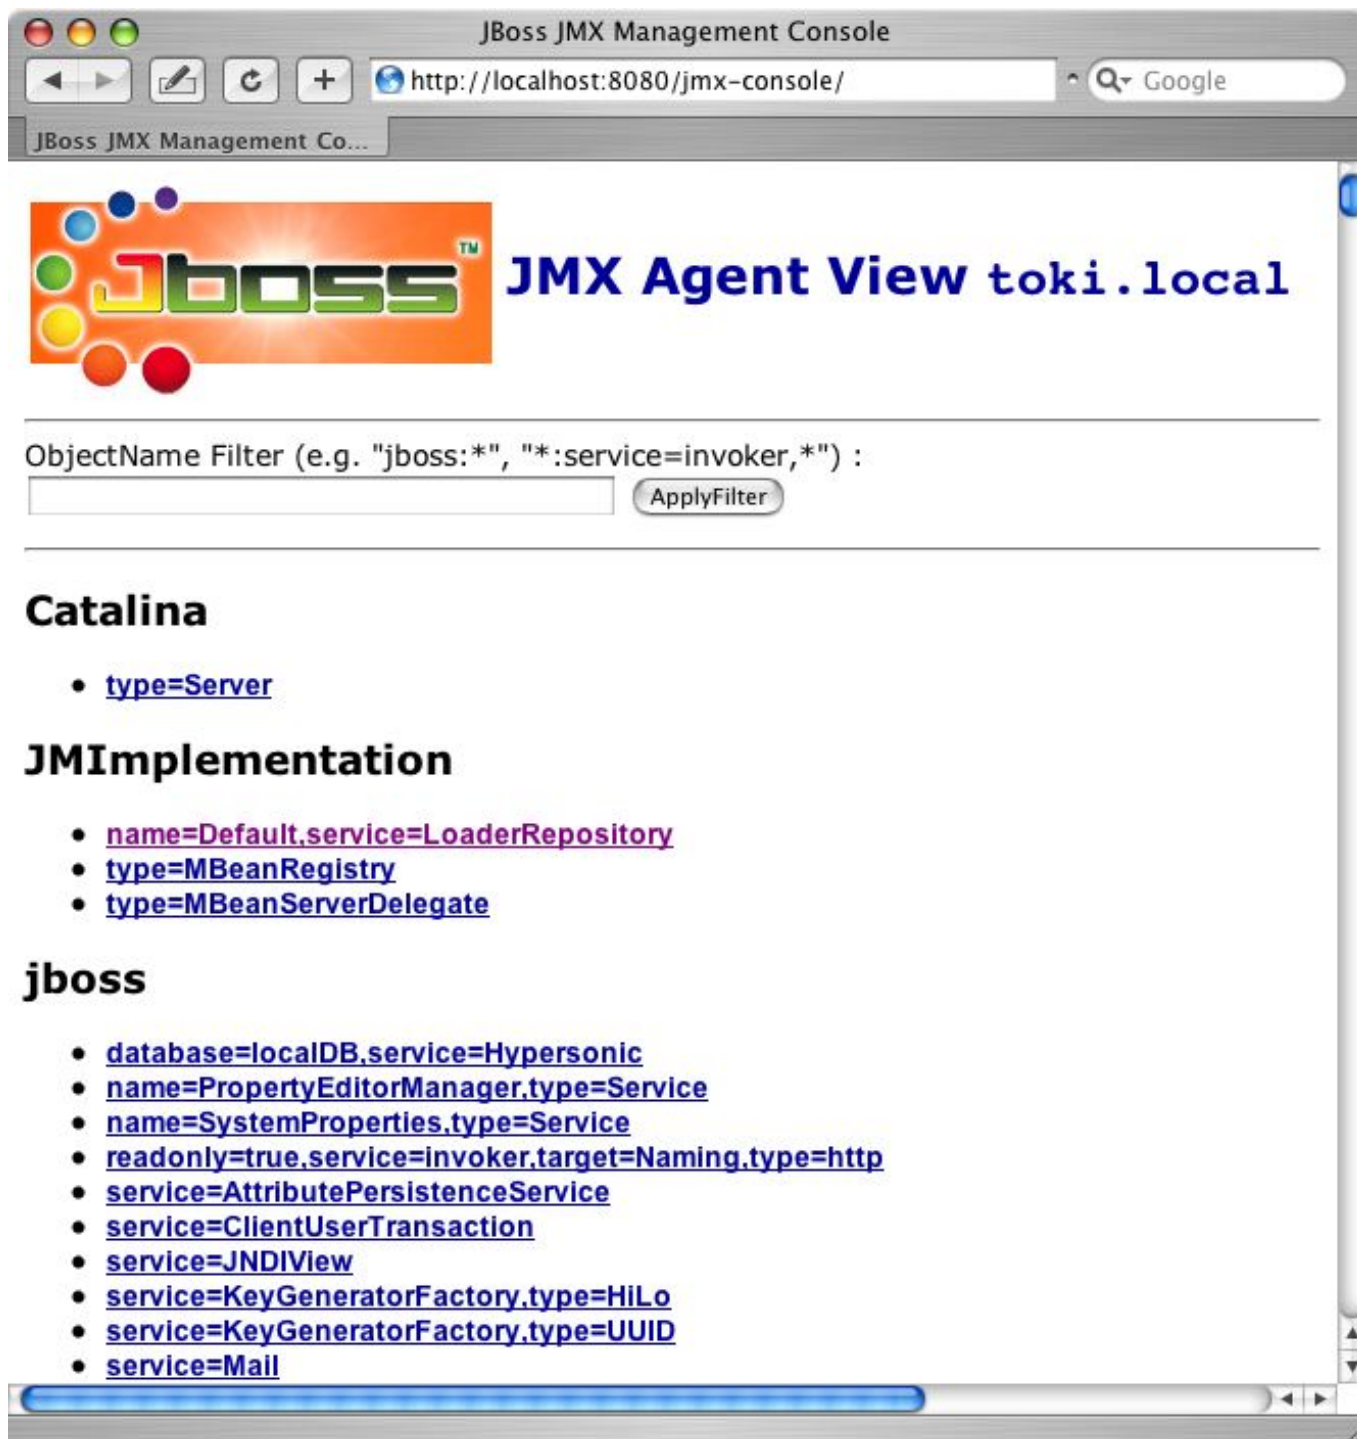 JBoss JMX Management Console
http://localhost:8080/jmx-console/
Google
JBoss JMX Management Co...
Jboss TM
JMX Agent View toki.local
ObjectName Filter (e.g. "jboss:*", "*:service=invoker,*") :
ApplyFilter
Catalina
type=Server
JMImplementation
name=Default,service=LoaderRepository
type=MBeanRegistry
type=MBeanServerDelegate
jboss
database=localDB,service=Hypersonic
name=PropertyEditorManager,type=Service
name=SystemProperties,type=Service
readonly=true,service=invoker,target=Naming,type=http
service=AttributePersistenceService
service=ClientUserTransaction
service=JNDIView
service=KeyGeneratorFactory,type=HiLo
service=KeyGeneratorFactory,type=UUID
service=Mail